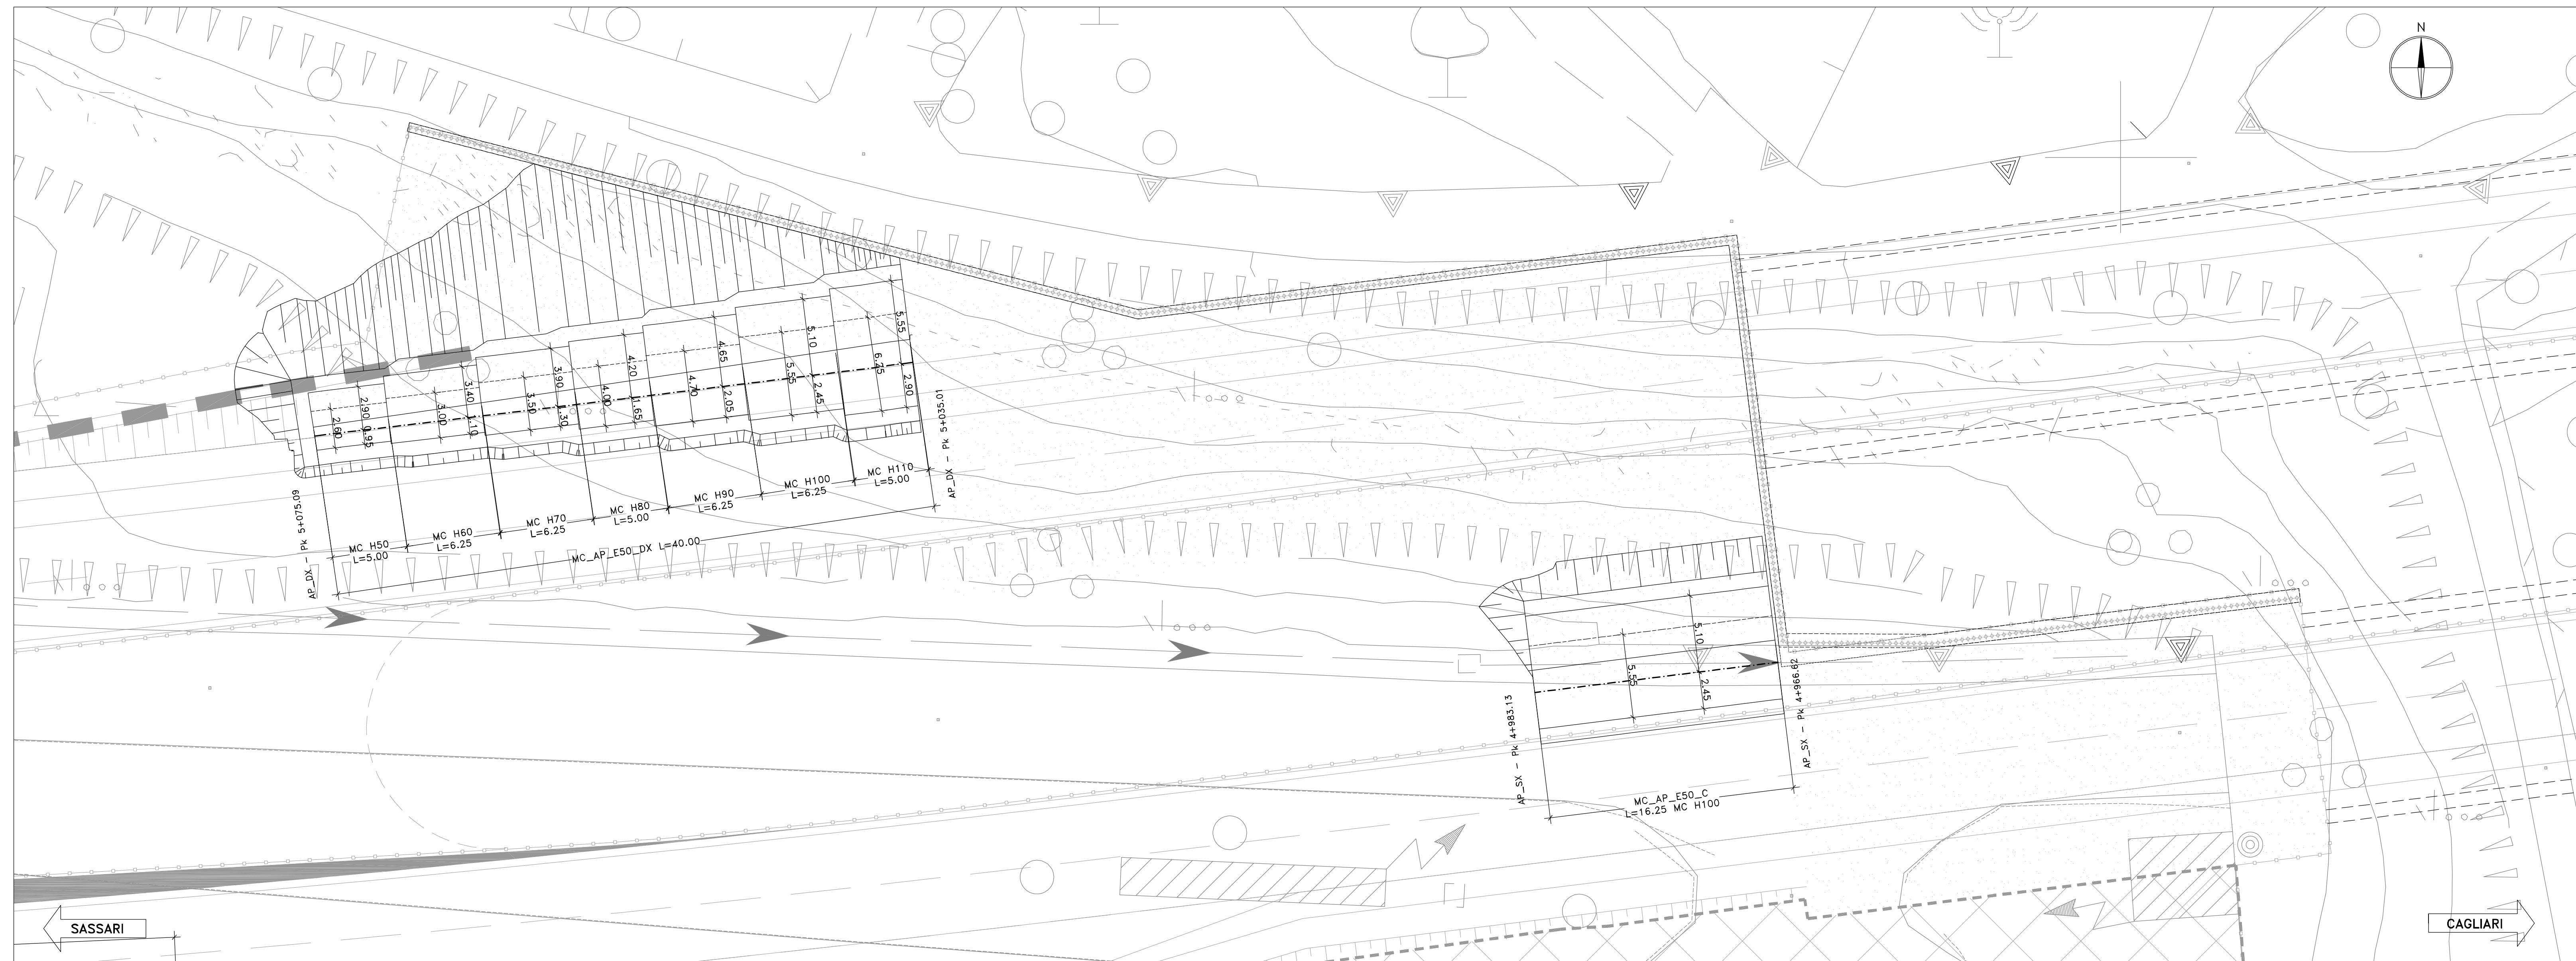 N
5.55
5.10
6.45
4.65
5.55
2.45
2.90
4.20
4.70
2.05
3.90
4.00
1.65
3.40
3.50
1.30
2.90
3.00
1.10
2.60
0.95
AP_DX - Pk 5+035.01
AP_DX - Pk 5+075.09
MC H110
L=5.00
MC H100
L=6.25
MC H90
L=6.25
MC H80
L=5.00
MC H70
L=6.25
MC H60
L=6.25
MC H50
L=5.00
MC_AP_E50_DX L=40.00
5.10
5.55
2.45
AP_SX - Pk 4+966.62
AP_SX - Pk 4+983.13
MC_AP_E50_C
L=16.25 MC H100
SASSARI
CAGLIARI